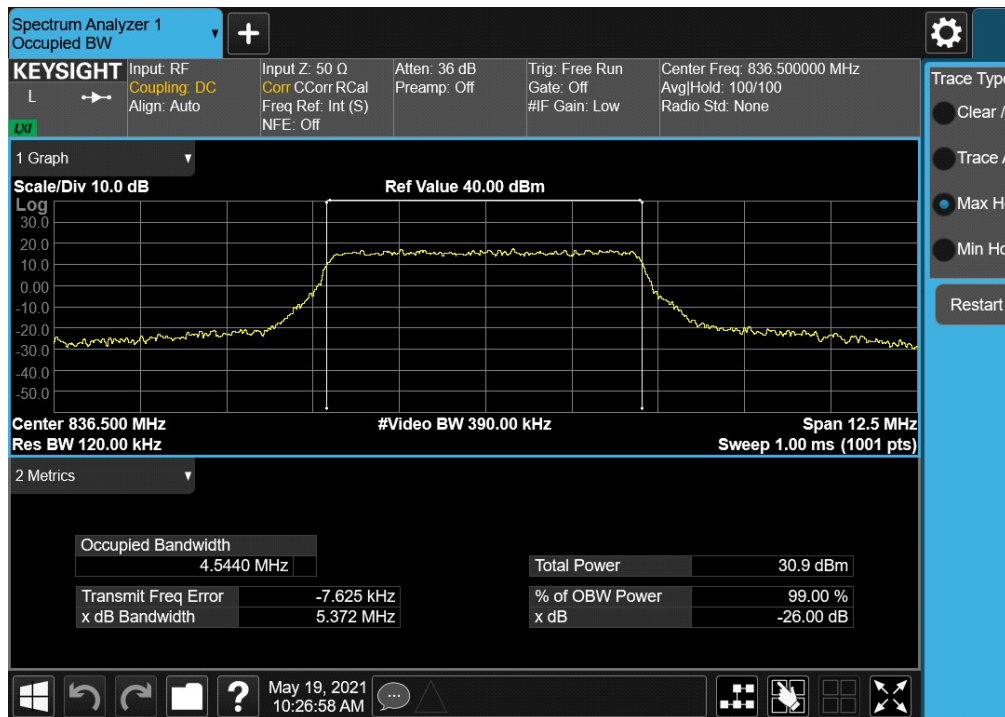 Spectrum Analyzer 1
Occupied BW
KEYSIGHT
L
LXI
Input: RF
Coupling: DC
Align: Auto
Input Z: 50 Ω
Corr CCorr RCal
Freq Ref: Int (S)
NFE: Off
Atten: 36 dB
Preamp: Off
Trig: Free Run
Gate: Off
#IF Gain: Low
Center Freq: 836.500000 MHz
Avg|Hold: 100/100
Radio Std: None
Trace Type
Clear /
Trace
Max H
Min Ho
Restart
1 Graph
Scale/Div 10.0 dB
Ref Value 40.00 dBm
Log
30.0
20.0
10.0
0.00
-10.0
-20.0
-30.0
-40.0
-50.0
Center 836.500 MHz
#Video BW 390.00 kHz
Span 12.5 MHz
Res BW 120.00 kHz
Sweep 1.00 ms (1001 pts)
2 Metrics
Occupied Bandwidth
4.5440 MHz
Total Power 30.9 dBm
Transmit Freq Error -7.625 kHz
% of OBW Power 99.00 %
x dB Bandwidth 5.372 MHz
x dB -26.00 dB
May 19, 2021
10:26:58 AM